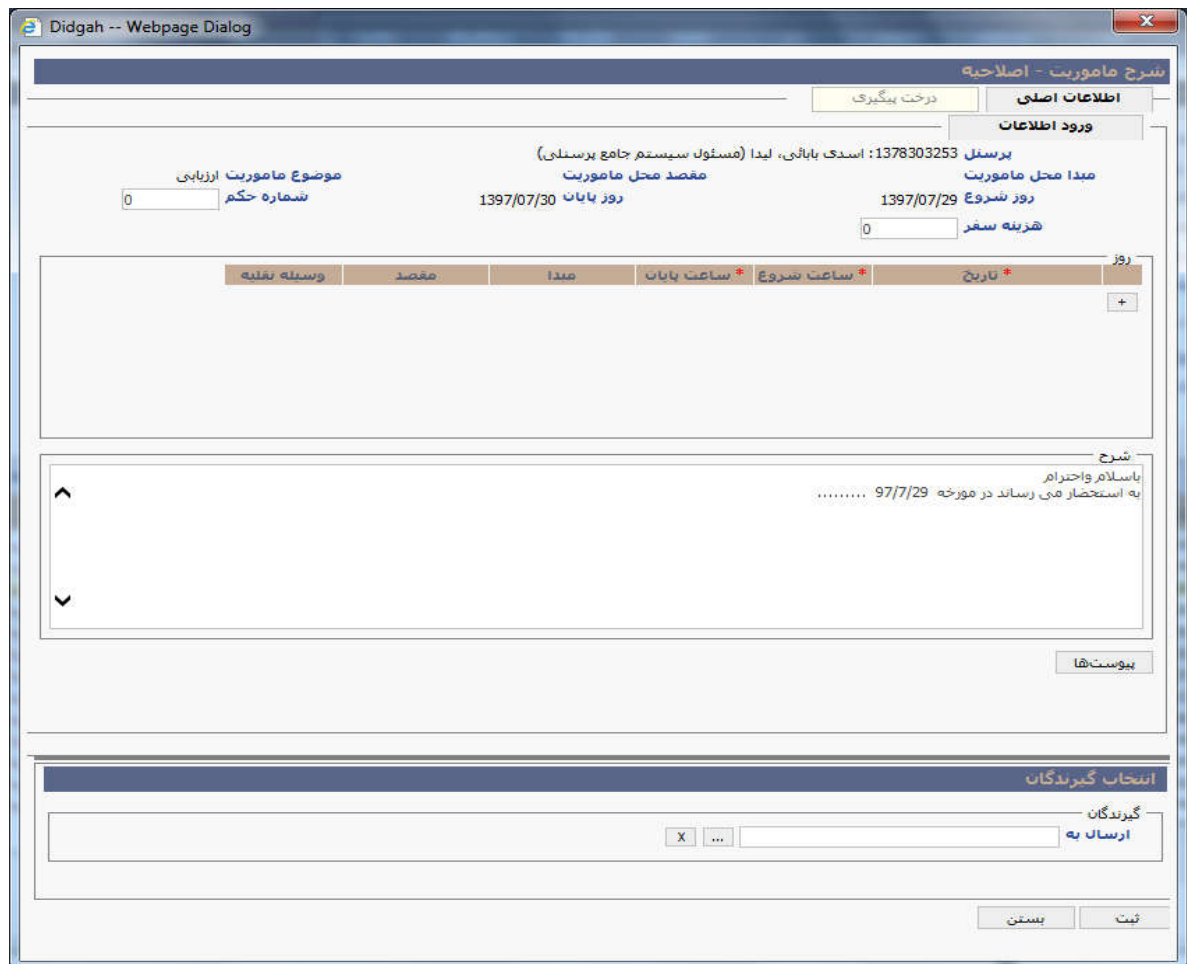 Didgah -- Webpage Dialog
شرح ماموریت - اصلاحیه
اطلاعات اصلی درخت پیگیری
ورود اطلاعات
پرسنل 1378303253: اسدی بابائی، لیدا (مسئول سیستم جامع پرسنلی)
مبدا محل ماموریت مقصد محل ماموریت موضوع ماموریت ارزیابی
روز شروع 1397/07/29 روز پایان 1397/07/30 شماره حکم 0
هزینه سفر 0
روز
* تاریخ * ساعت شروع * ساعت پایان مبدا مقصد وسیله نقلیه
+
شرح
باسلام واحترام
به استحضار می رساند در مورخه 97/7/29 .........
پیوست‌ها
انتخاب گیرندگان
گیرندگان
ارسال به ... X
ثبت بستن